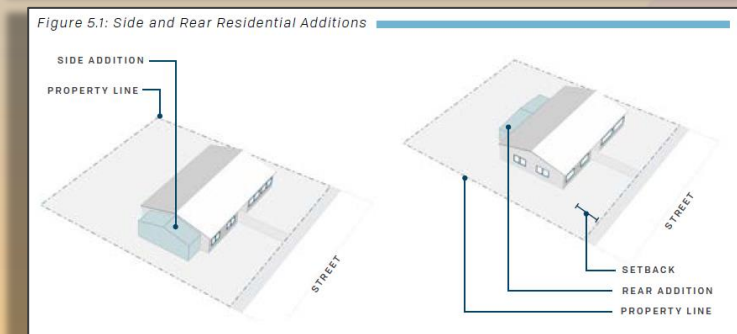 Figure 5.1: Side and Rear Residential Additions
SIDE ADDITION
PROPERTY LINE
STREET
STREET
SETBACK
REAR ADDITION
PROPERTY LINE